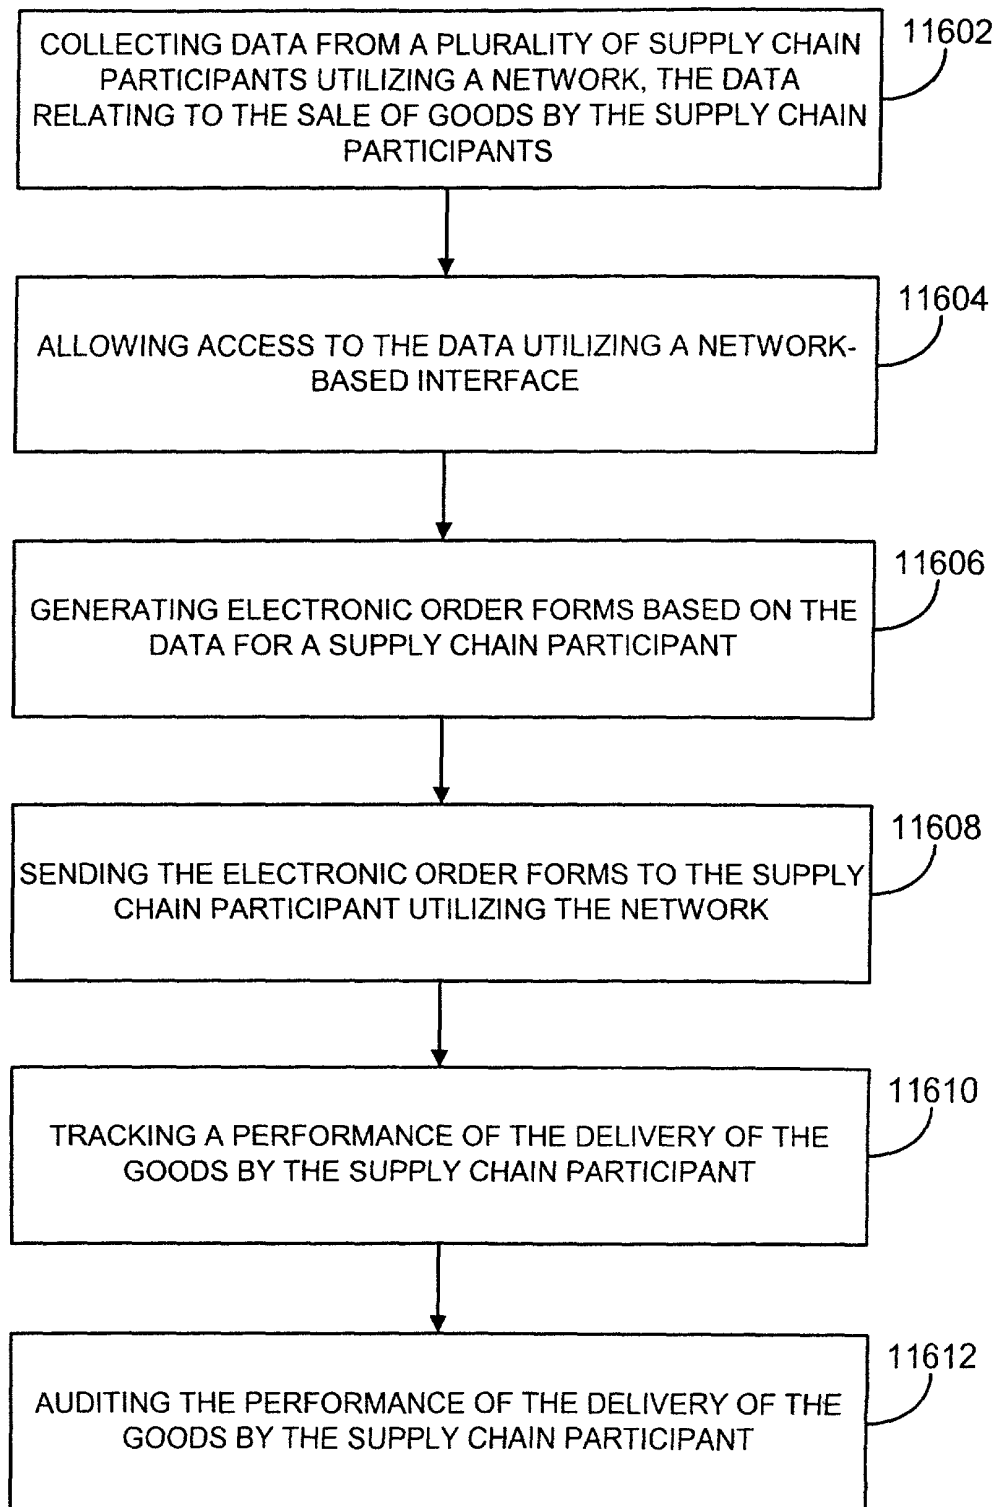 COLLECTING DATA FROM A PLURALITY OF SUPPLY CHAIN
PARTICIPANTS UTILIZING A NETWORK, THE DATA
RELATING TO THE SALE OF GOODS BY THE SUPPLY CHAIN
PARTICIPANTS
11602
ALLOWING ACCESS TO THE DATA UTILIZING A NETWORK-
BASED INTERFACE
11604
GENERATING ELECTRONIC ORDER FORMS BASED ON THE
DATA FOR A SUPPLY CHAIN PARTICIPANT
11606
SENDING THE ELECTRONIC ORDER FORMS TO THE SUPPLY
CHAIN PARTICIPANT UTILIZING THE NETWORK
11608
TRACKING A PERFORMANCE OF THE DELIVERY OF THE
GOODS BY THE SUPPLY CHAIN PARTICIPANT
11610
AUDITING THE PERFORMANCE OF THE DELIVERY OF THE
GOODS BY THE SUPPLY CHAIN PARTICIPANT
11612